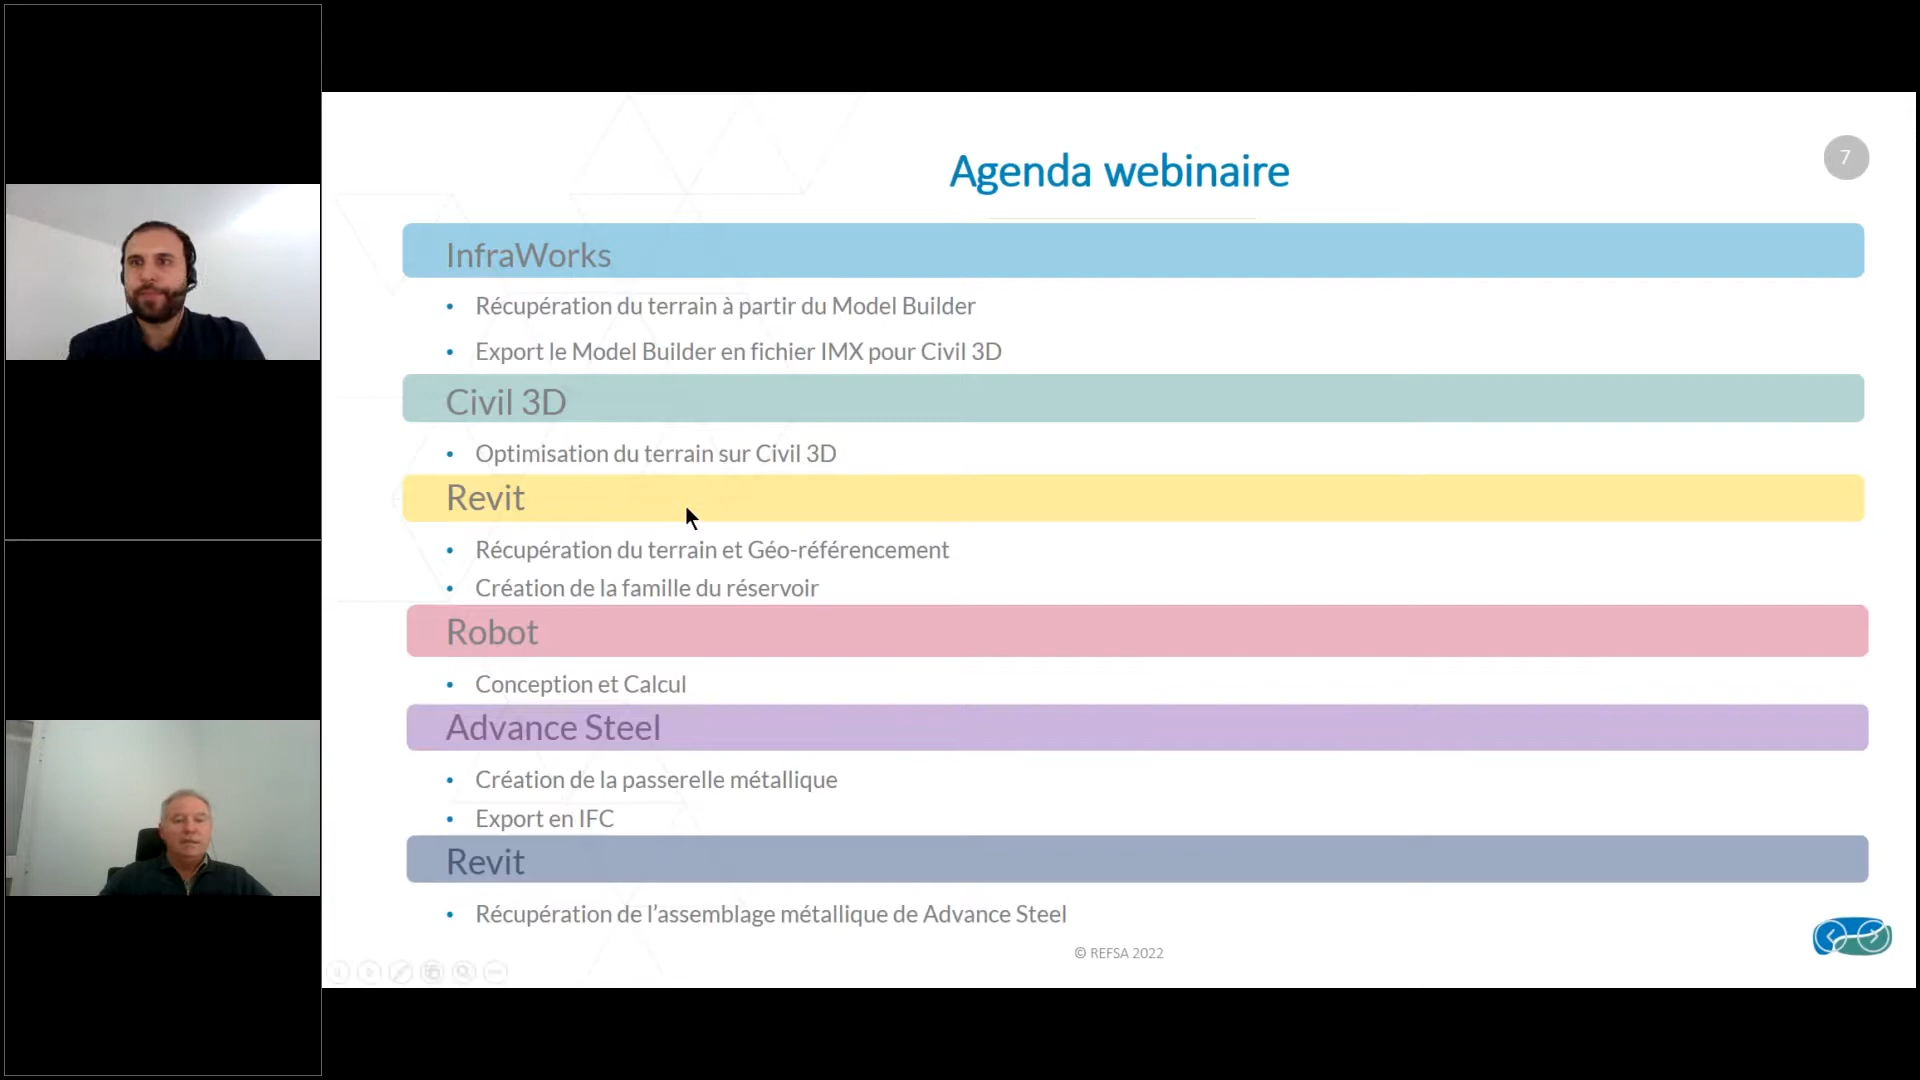 Agenda webinaire
7
InfraWorks
• Récupération du terrain à partir du Model Builder
• Export le Model Builder en fichier IMX pour Civil 3D
Civil 3D
• Optimisation du terrain sur Civil 3D
Revit
• Récupération du terrain et Géo-référencement
• Création de la famille du réservoir
Robot
• Conception et Calcul
Advance Steel
• Création de la passerelle métallique
• Export en IFC
Revit
• Récupération de l’assemblage métallique de Advance Steel
© REFSA 2022